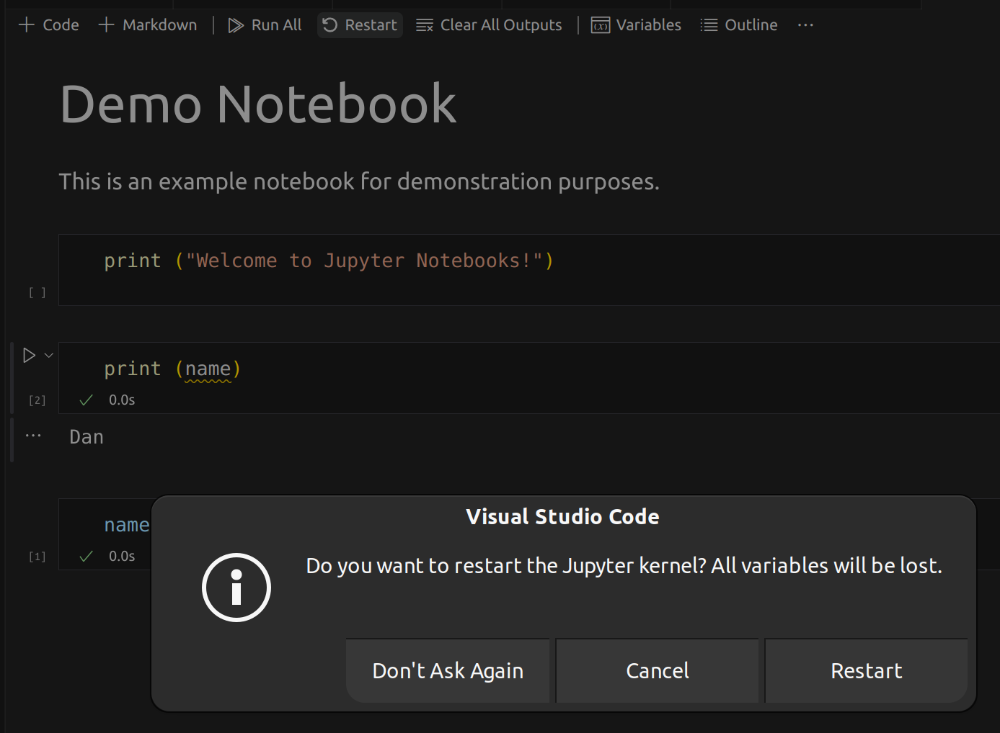 Code Markdown Run All Restart Clear All Outputs Variables Outline ...
Demo Notebook
This is an example notebook for demonstration purposes.
print ("Welcome to Jupyter Notebooks!")
[ ]
print (name)
[2] 0.0s
... Dan
name
[1] 0.0s
Visual Studio Code
Do you want to restart the Jupyter kernel? All variables will be lost.
Don't Ask Again Cancel Restart